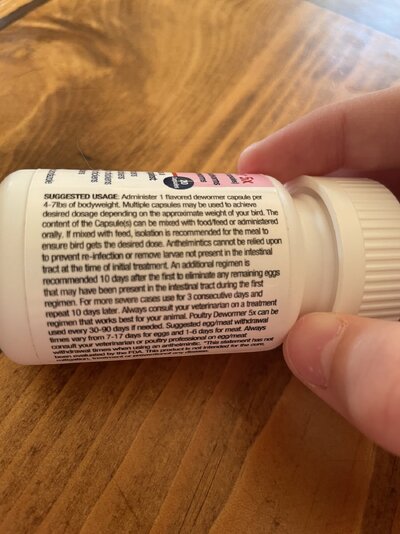 SUGGESTED USAGE: Administer 1 flavored dewormer capsule per
4-7lbs of bodyweight. Multiple capsules may be used to achieve
desired dosage depending on the approximate weight of your bird. The
content of the Capsule(s) can be mixed with food/feed or administered
orally. If mixed with feed, isolation is recommended for the meal to
ensure bird gets the desired dose. Anthelmintics cannot be relied upon
to prevent re-infection or remove larvae not present in the intestinal
tract at the time of initial treatment. An additional regimen is
recommended 10 days after the first to eliminate any remaining eggs
that may have been present in the intestinal tract during the first
regimen. For more severe cases use for 3 consecutive days and
repeat 10 days later. Always consult your veterinarian on a treatment
regimen that works best for your animal. Poultry Dewormer 5x can be
used every 30-90 days if needed. Suggested egg/meat withdrawal
times vary from 7-17 days for eggs and 1-6 days for meat. Always
consult your veterinarian or poultry professional on egg/meat
withdrawal times when using an anthelmintic. *This statement has not
been evaluated by the FDA. This product is not intended for the cure,
mitigation, treatment or prevention of any disease.